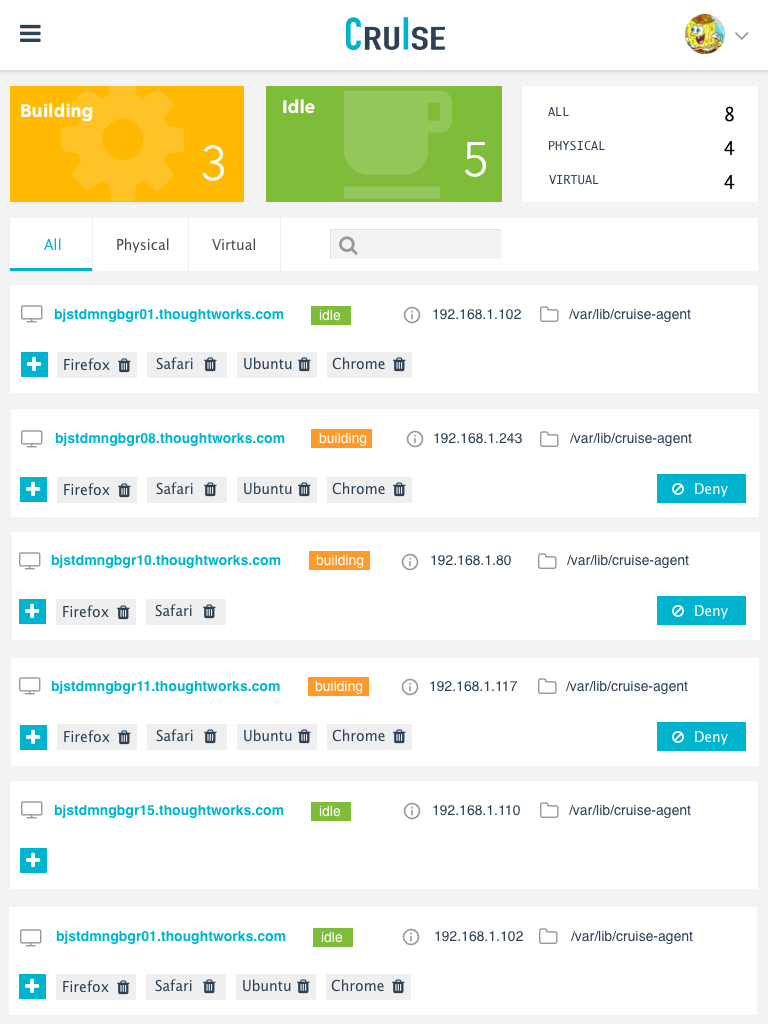 CRUISE
Building
3
Idle
5
ALL 8
PHYSICAL 4
VIRTUAL 4
All Physical Virtual
bjstdmngbgr01.thoughtworks.com idle 192.168.1.102 /var/lib/cruise-agent
Firefox Safari Ubuntu Chrome
bjstdmngbgr08.thoughtworks.com building 192.168.1.243 /var/lib/cruise-agent
Firefox Safari Ubuntu Chrome Deny
bjstdmngbgr10.thoughtworks.com building 192.168.1.80 /var/lib/cruise-agent
Firefox Safari Deny
bjstdmngbgr11.thoughtworks.com building 192.168.1.117 /var/lib/cruise-agent
Firefox Safari Ubuntu Chrome Deny
bjstdmngbgr15.thoughtworks.com idle 192.168.1.110 /var/lib/cruise-agent
bjstdmngbgr01.thoughtworks.com idle 192.168.1.102 /var/lib/cruise-agent
Firefox Safari Ubuntu Chrome